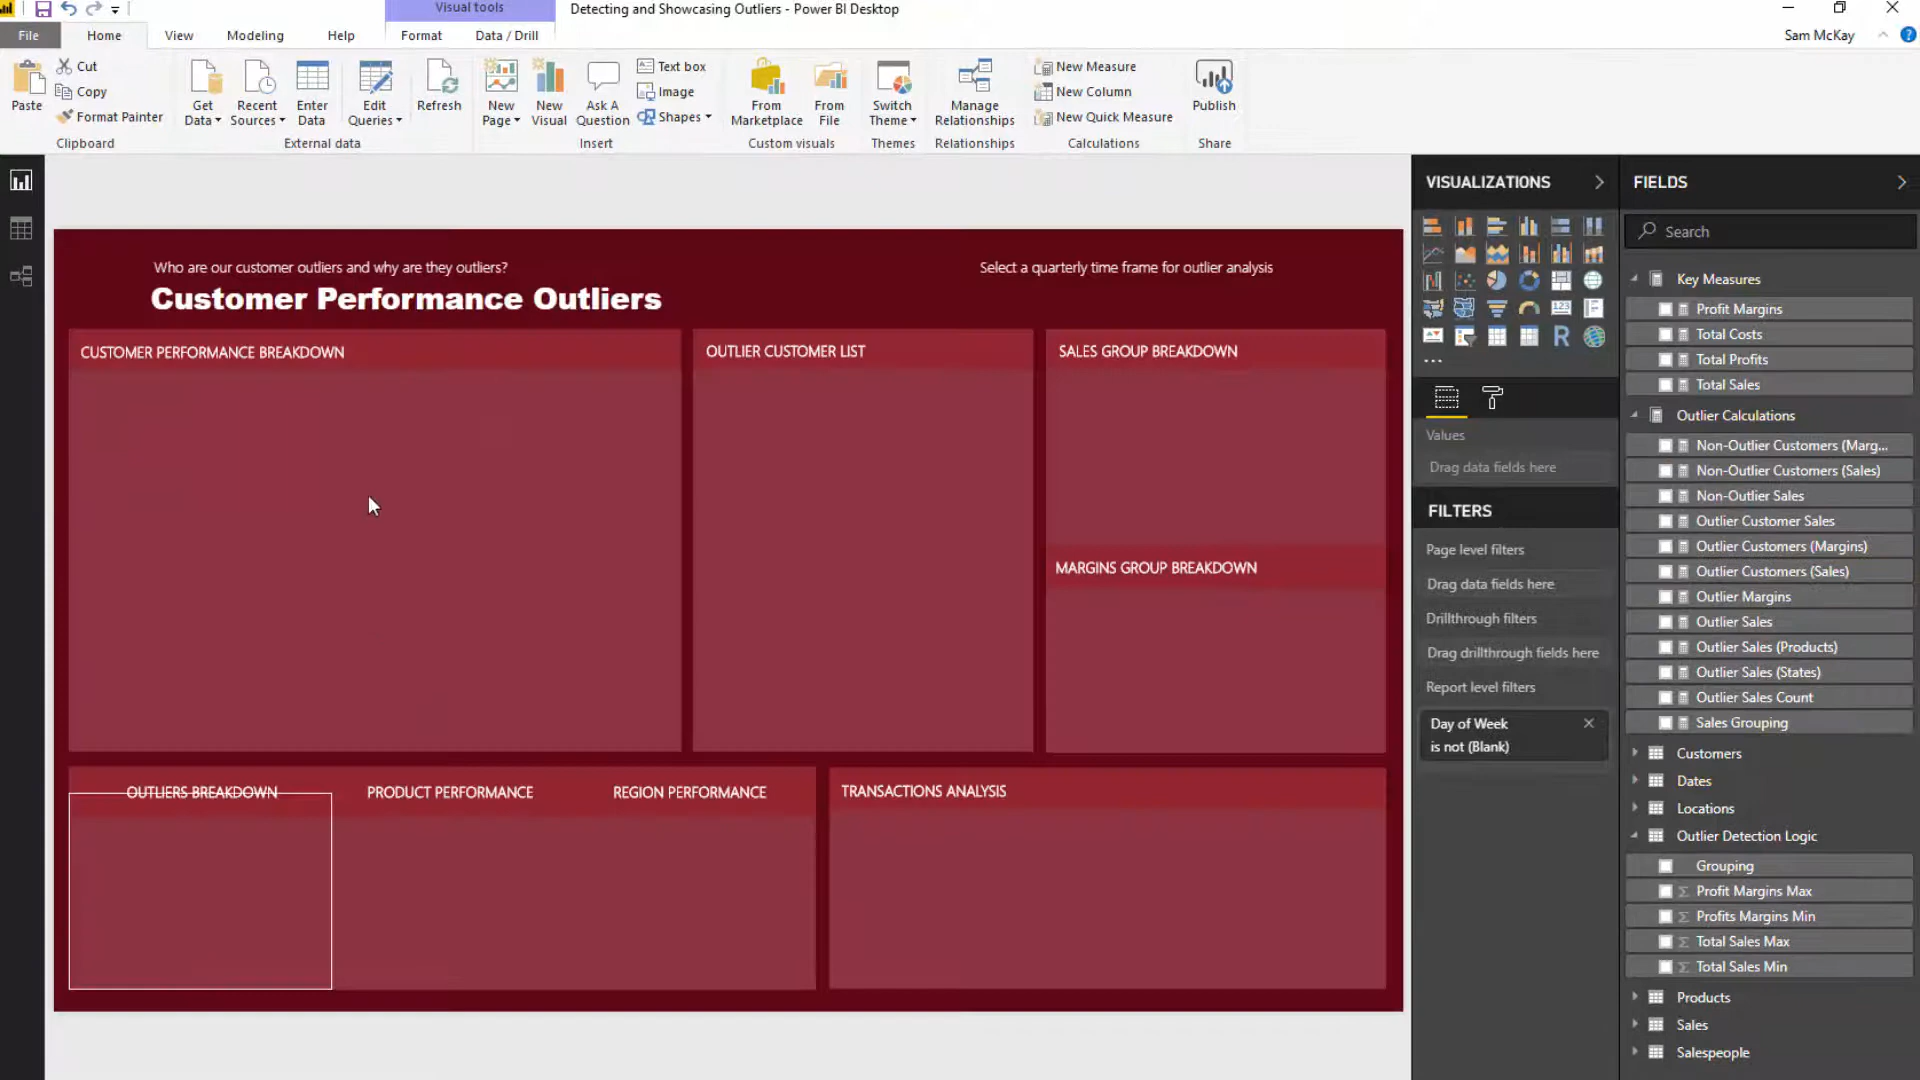 Visual tools
Detecting and Showcasing Outliers - Power BI Desktop
File
Home
View
Modeling
Help
Format
Data / Drill
Sam McKay
Paste
Cut
Copy
Format Painter
Clipboard
Get Data
Recent Sources
Enter Data
Edit Queries
Refresh
External data
New Page
New Visual
Ask A Question
Text box
Image
Shapes
Insert
From Marketplace
From File
Custom visuals
Switch Theme
Themes
Manage Relationships
Relationships
New Measure
New Column
New Quick Measure
Calculations
Publish
Share
Who are our customer outliers and why are they outliers?
Customer Performance Outliers
Select a quarterly time frame for outlier analysis
CUSTOMER PERFORMANCE BREAKDOWN
OUTLIER CUSTOMER LIST
SALES GROUP BREAKDOWN
MARGINS GROUP BREAKDOWN
OUTLIERS BREAKDOWN
PRODUCT PERFORMANCE
REGION PERFORMANCE
TRANSACTIONS ANALYSIS
VISUALIZATIONS
R
123
Values
Drag data fields here
FILTERS
Page level filters
Drag data fields here
Drillthrough filters
Drag drillthrough fields here
Report level filters
Day of Week
is not (Blank)
FIELDS
Search
Key Measures
Profit Margins
Total Costs
Total Profits
Total Sales
Outlier Calculations
Non-Outlier Customers (Marg...
Non-Outlier Customers (Sales)
Non-Outlier Sales
Outlier Customer Sales
Outlier Customers (Margins)
Outlier Customers (Sales)
Outlier Margins
Outlier Sales
Outlier Sales (Products)
Outlier Sales (States)
Outlier Sales Count
Sales Grouping
Customers
Dates
Locations
Outlier Detection Logic
Grouping
Σ Profit Margins Max
Σ Profits Margins Min
Σ Total Sales Max
Σ Total Sales Min
Products
Sales
Salespeople